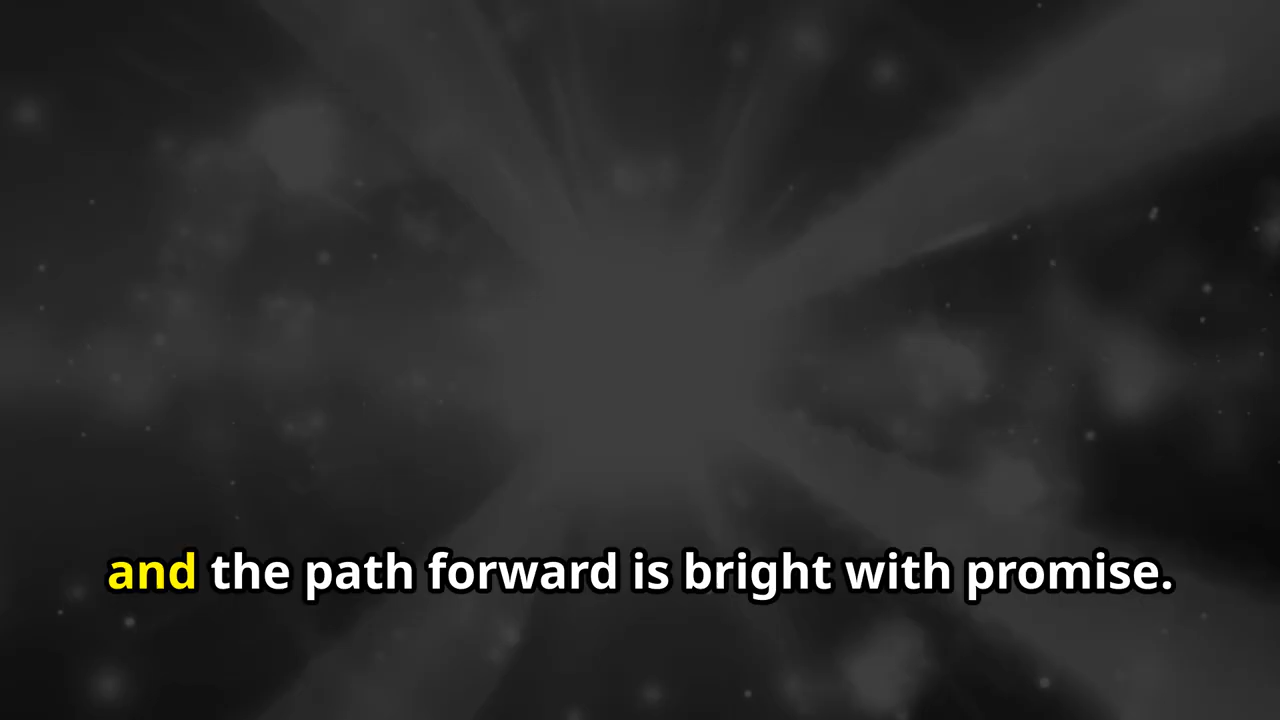 and the path forward is bright with promise.